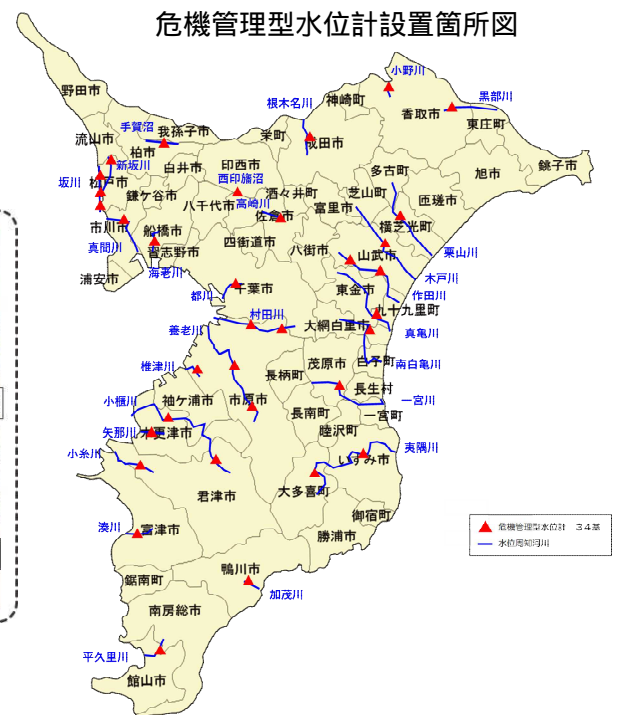 危機管理型水位計設置箇所図
小野川
野田市
根木名川
神崎町
黒部川
香取市
東庄町
手賀沼
我孫子市
栄町
成田市
流山市
柏市
新坂川
白井市
印西市
西印旛沼
多古町
旭市
銚子市
坂川
松戸市
鎌ケ谷市
酒々井町
芝山町
匝瑳市
八千代市
高崎川
佐倉市
富里市
横芝光町
市川市
船橋市
四街道市
八街市
栗山川
真間川
習志野市
山武市
浦安市
海老川
木戸川
都川
千葉市
東金市
作田川
九十九里町
養老川
村田川
大網白里市
真亀川
椎津川
茂原市
白子町
南白亀川
長柄町
長生村
小櫃川
袖ケ浦市
市原市
一宮川
長南町
一宮町
矢那川
木更津市
睦沢町
小糸川
いすみ市
夷隅川
君津市
大多喜町
御宿町
湊川
富津市
勝浦市
危機管理型水位計 34基
水位周知河川
鋸南町
鴨川市
加茂川
南房総市
平久里川
館山市